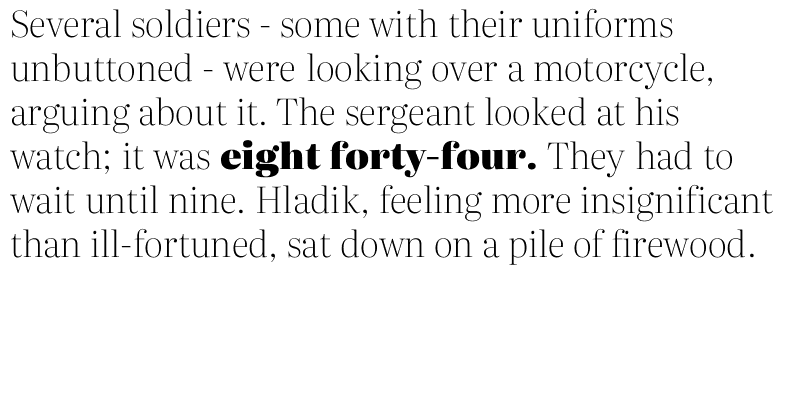 Several soldiers - some with their uniforms
unbuttoned - were looking over a motorcycle,
arguing about it. The sergeant looked at his
watch; it was eight forty-four. They had to
wait until nine. Hladik, feeling more insignificant
than ill-fortuned, sat down on a pile of firewood.